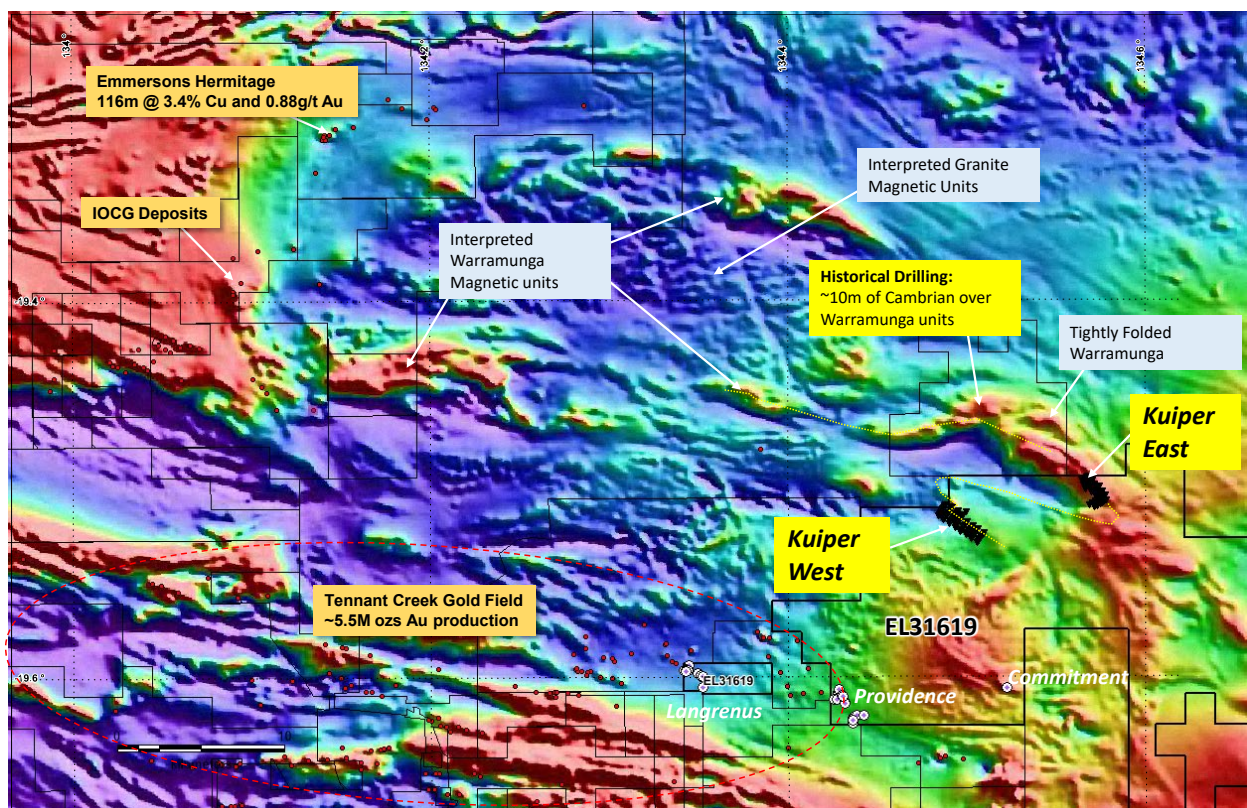 134°
134.2 °
134.4 °
134.6 °
Emmersons Hermitage
116m @ 3.4% Cu and 0.88g/t Au
Interpreted Granite
Magnetic Units
IOCG Deposits
Interpreted
Warramunga
Magnetic units
Historical Drilling:
~10m of Cambrian over
Warramunga units
-19.4 °
Tightly Folded
Warramunga
Kuiper
East
Kuiper
West
Tennant Creek Gold Field
~5.5M ozs Au production
EL31619
-19.6 °
EL31619
Langrenus
Providence
Commitment
0
10